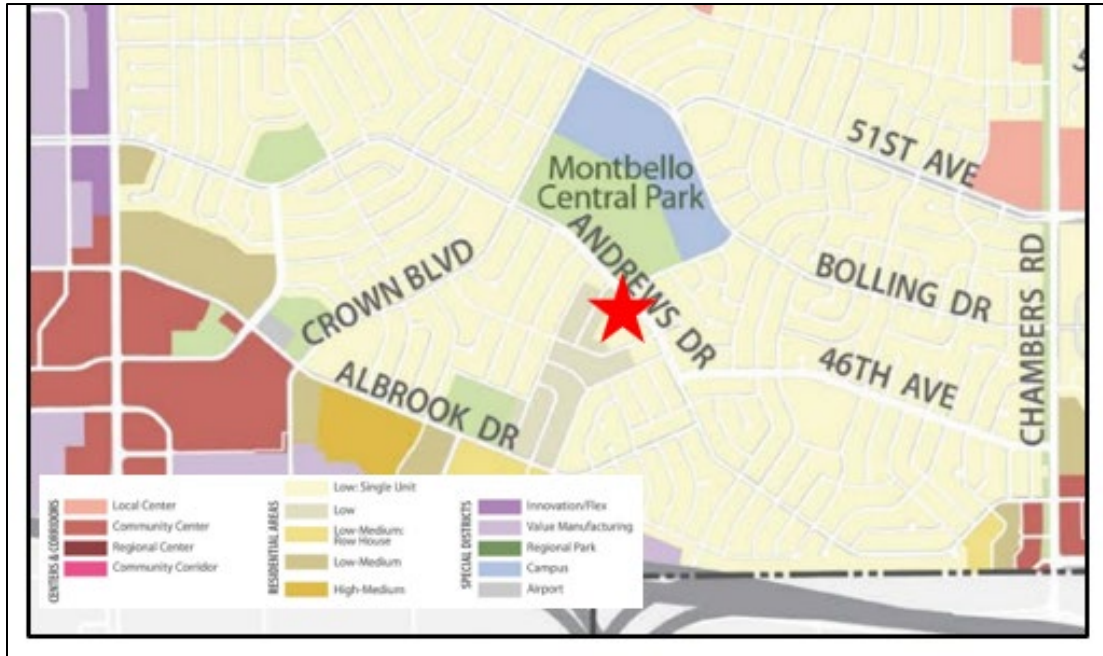 51ST AVE
5
Montbello
Central Park
ANDREWS DR
CROWN BLVD
BOLLING DR
CHAMBERS RD
46TH AVE
ALBROOK DR
CENTERS & CORRIDORS
Local Center
Community Center
Regional Center
Community Corridor
RESIDENTIAL AREAS
Low: Single Unit
Low
Low-Medium:
Row House
Low-Medium
High-Medium
SPECIAL DISTRICTS
Innovation/Flex
Value Manufacturing
Regional Park
Campus
Airport